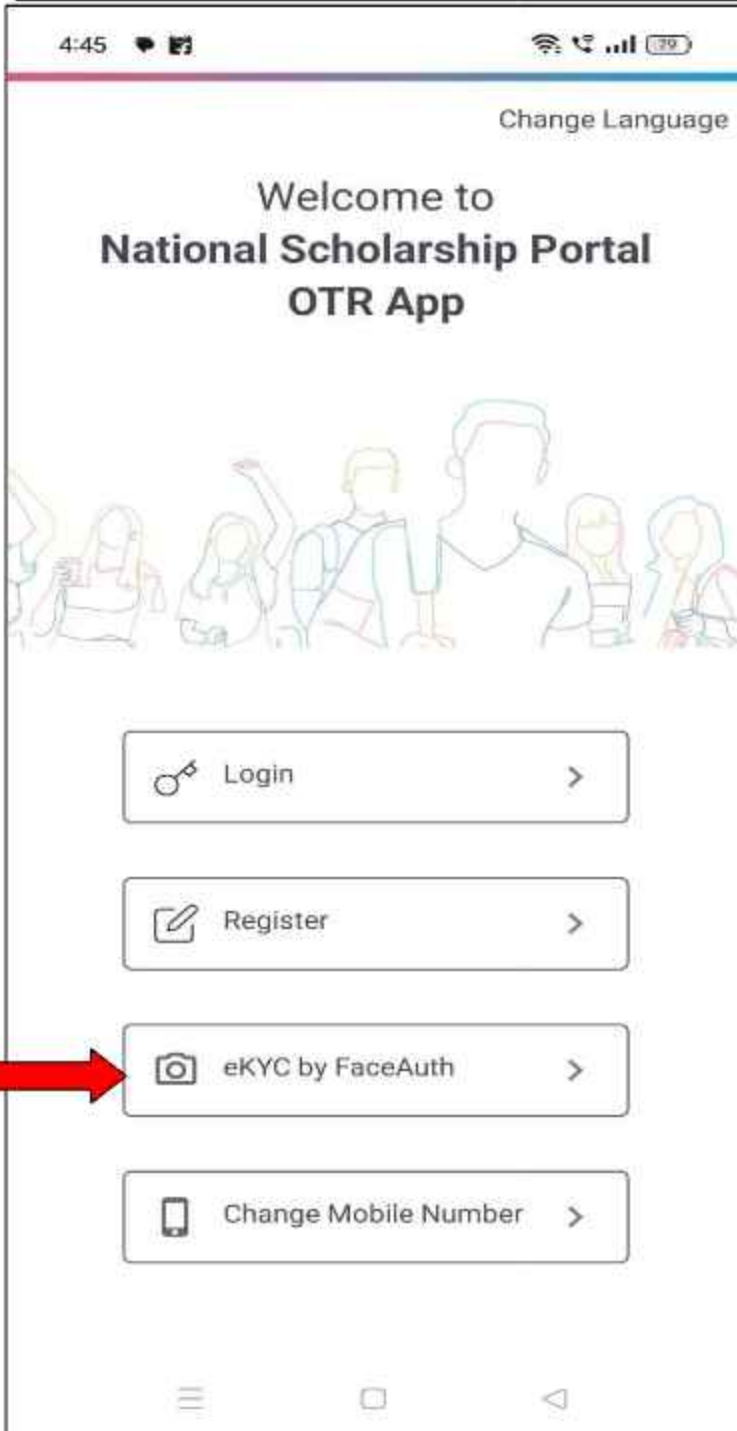 4:45
79
Change Language
Welcome to
National Scholarship Portal
OTR App
Login
Register
eKYC by FaceAuth
Change Mobile Number